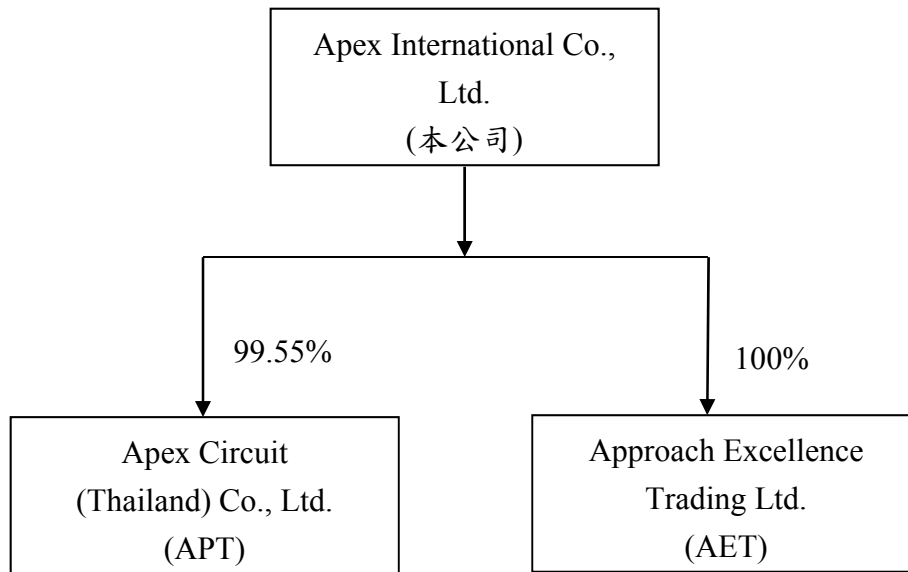 Apex International Co.,
Ltd.
(本公司)
99.55%
100%
Apex Circuit
(Thailand) Co., Ltd.
(APT)
Approach Excellence
Trading Ltd.
(AET)